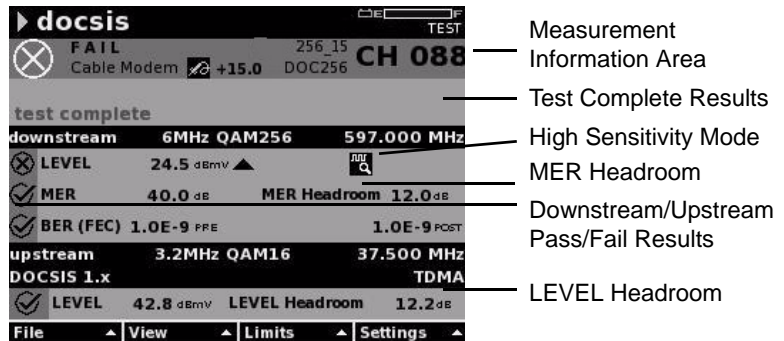 docsis
E F
TEST
FAIL 256_15 CH 088
Cable Modem +15.0 DOC256
test complete
downstream 6MHz QAM256 597.000 MHz
LEVEL 24.5 dBmV
MER 40.0 dB MER Headroom 12.0 dB
BER (FEC) 1.0E-9 PRE 1.0E-9 POST
upstream 3.2MHz QAM16 37.500 MHz
DOCSIS 1.x TDMA
LEVEL 42.8 dBmV LEVEL Headroom 12.2 dB
File View Limits Settings
Measurement
Information Area
Test Complete Results
High Sensitivity Mode
MER Headroom
Downstream/Upstream
Pass/Fail Results
LEVEL Headroom